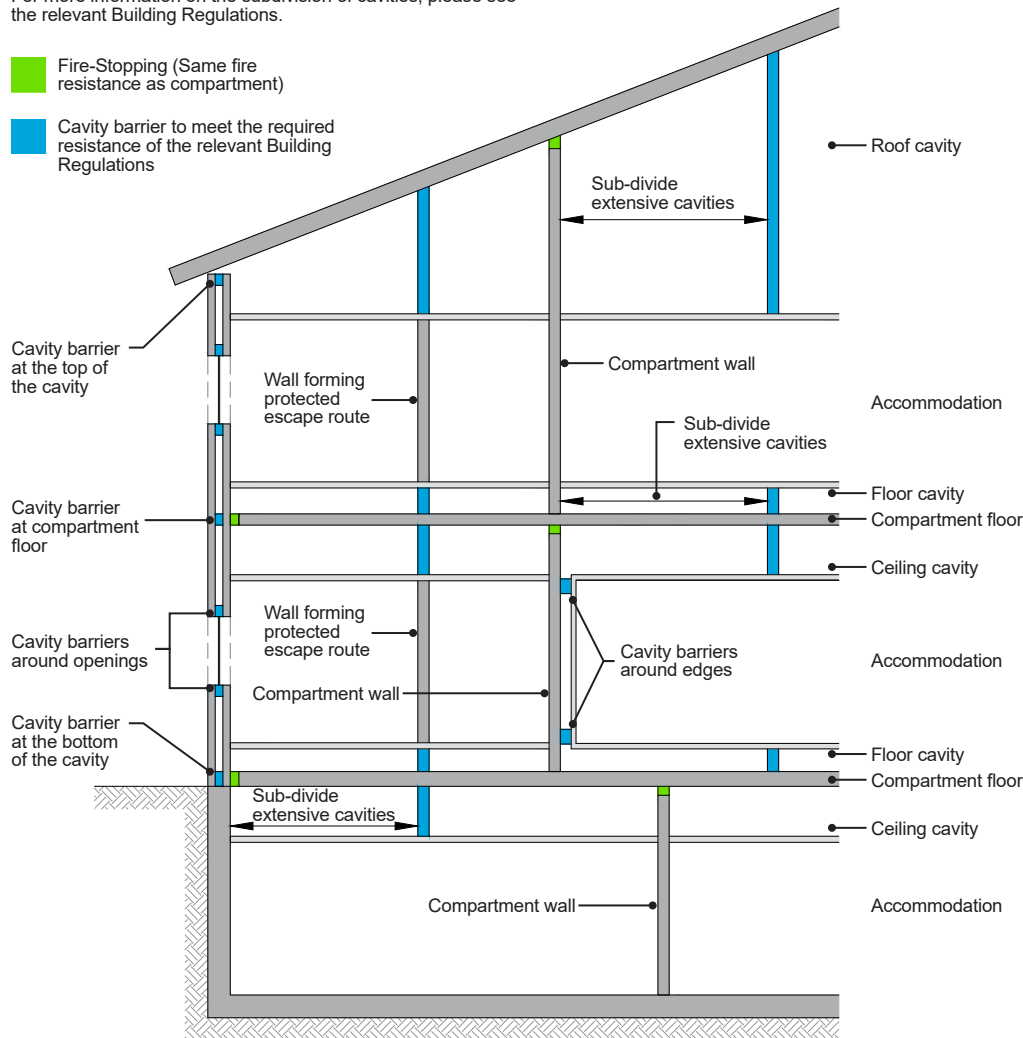 the relevant Building Regulations.
Fire-Stopping (Same fire
resistance as compartment)
Cavity barrier to meet the required
resistance of the relevant Building
Regulations
Roof cavity
Sub-divide
extensive cavities
Cavity barrier
at the top of
the cavity
Wall forming
protected
escape route
Compartment wall
Accommodation
Sub-divide
extensive cavities
Floor cavity
Cavity barrier
at compartment
floor
Compartment floor
Ceiling cavity
Wall forming
protected
escape route
Cavity barriers
around openings
Cavity barriers
around edges
Accommodation
Compartment wall
Cavity barrier
at the bottom
of the cavity
Floor cavity
Compartment floor
Sub-divide
extensive cavities
Ceiling cavity
Compartment wall
Accommodation